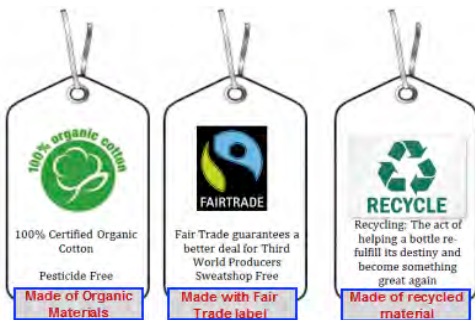 100% organic cotton
100% Certified Organic
Cotton
Pesticide Free
Made of Organic
Materials
FAIRTRADE
Fair Trade guarantees a
better deal for Third
World Producers
Sweatshop Free
Made with Fair
Trade label
RECYCLE
Recycling: The act of
helping a bottle re-
fulfill its destiny and
become something
great again
Made of recycled
material